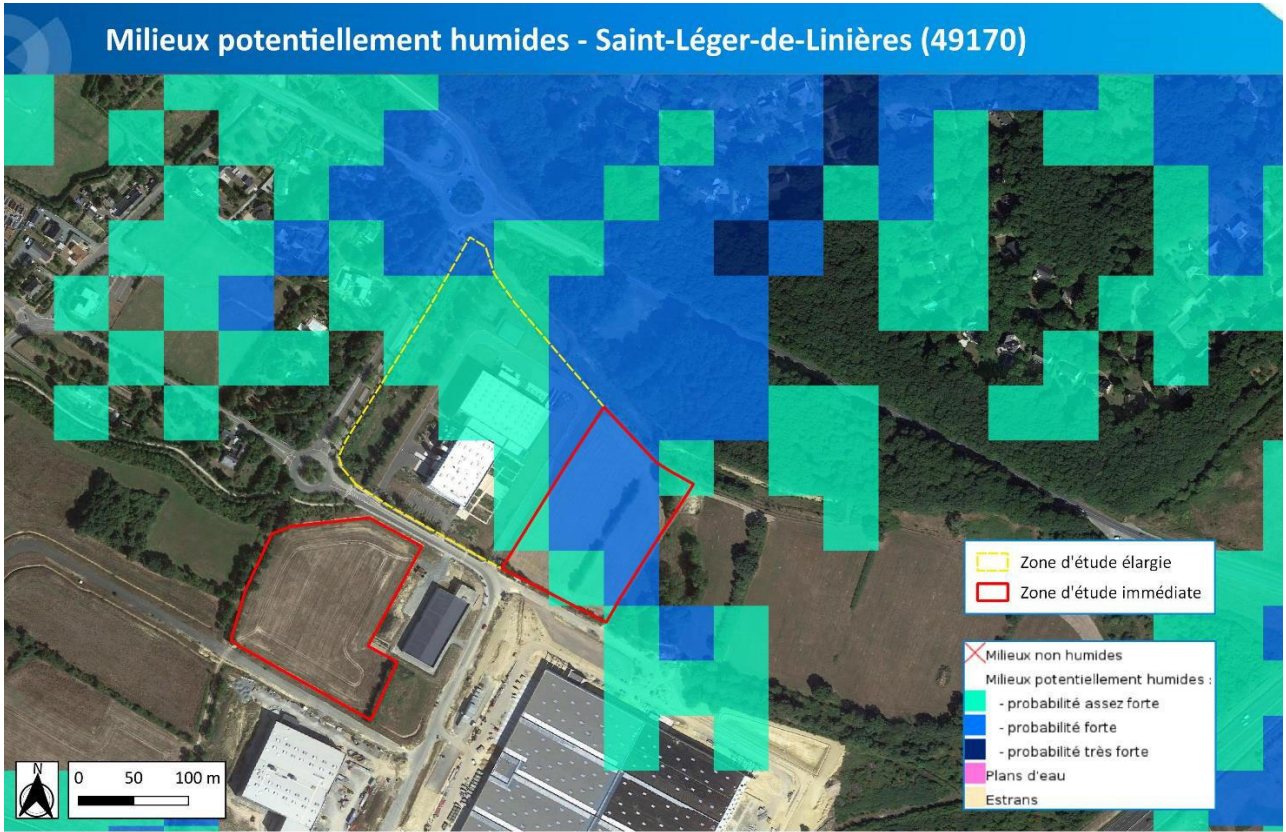 Milieux potentiellement humides - Saint-Léger-de-Linières (49170)
Zone d'étude élargie
Zone d'étude immédiate
Milieux non humides
Milieux potentiellement humides :
- probabilité assez forte
- probabilité forte
- probabilité très forte
Plans d'eau
Estrans
N
0 50 100 m